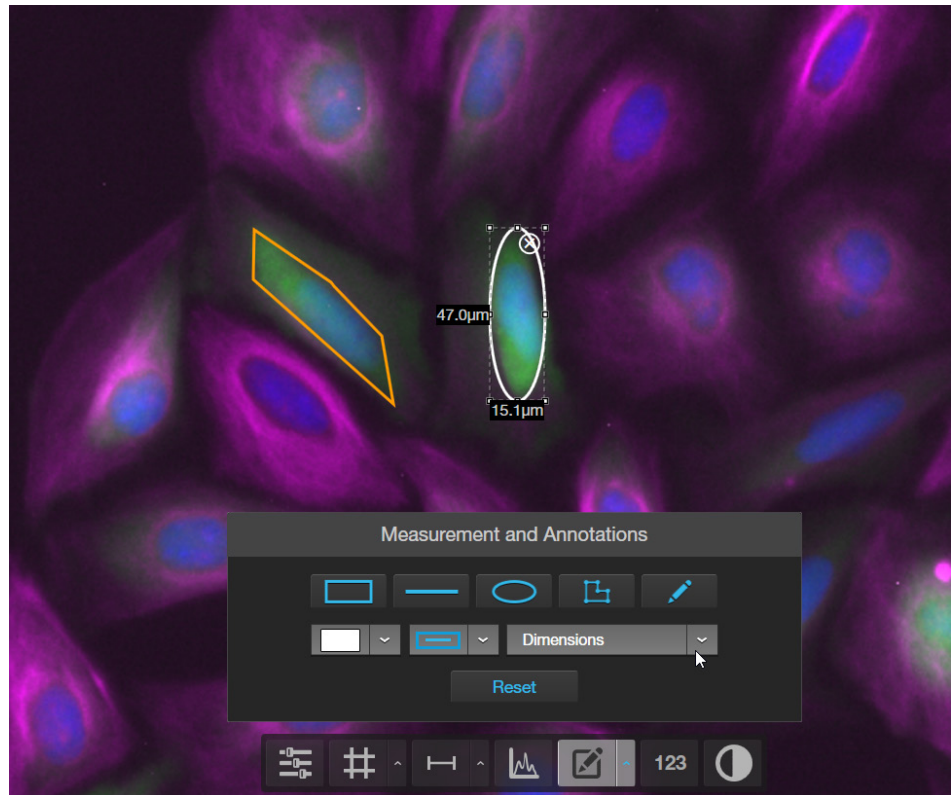 47.0µm
15.1µm
Measurement and Annotations
Dimensions
Reset
123